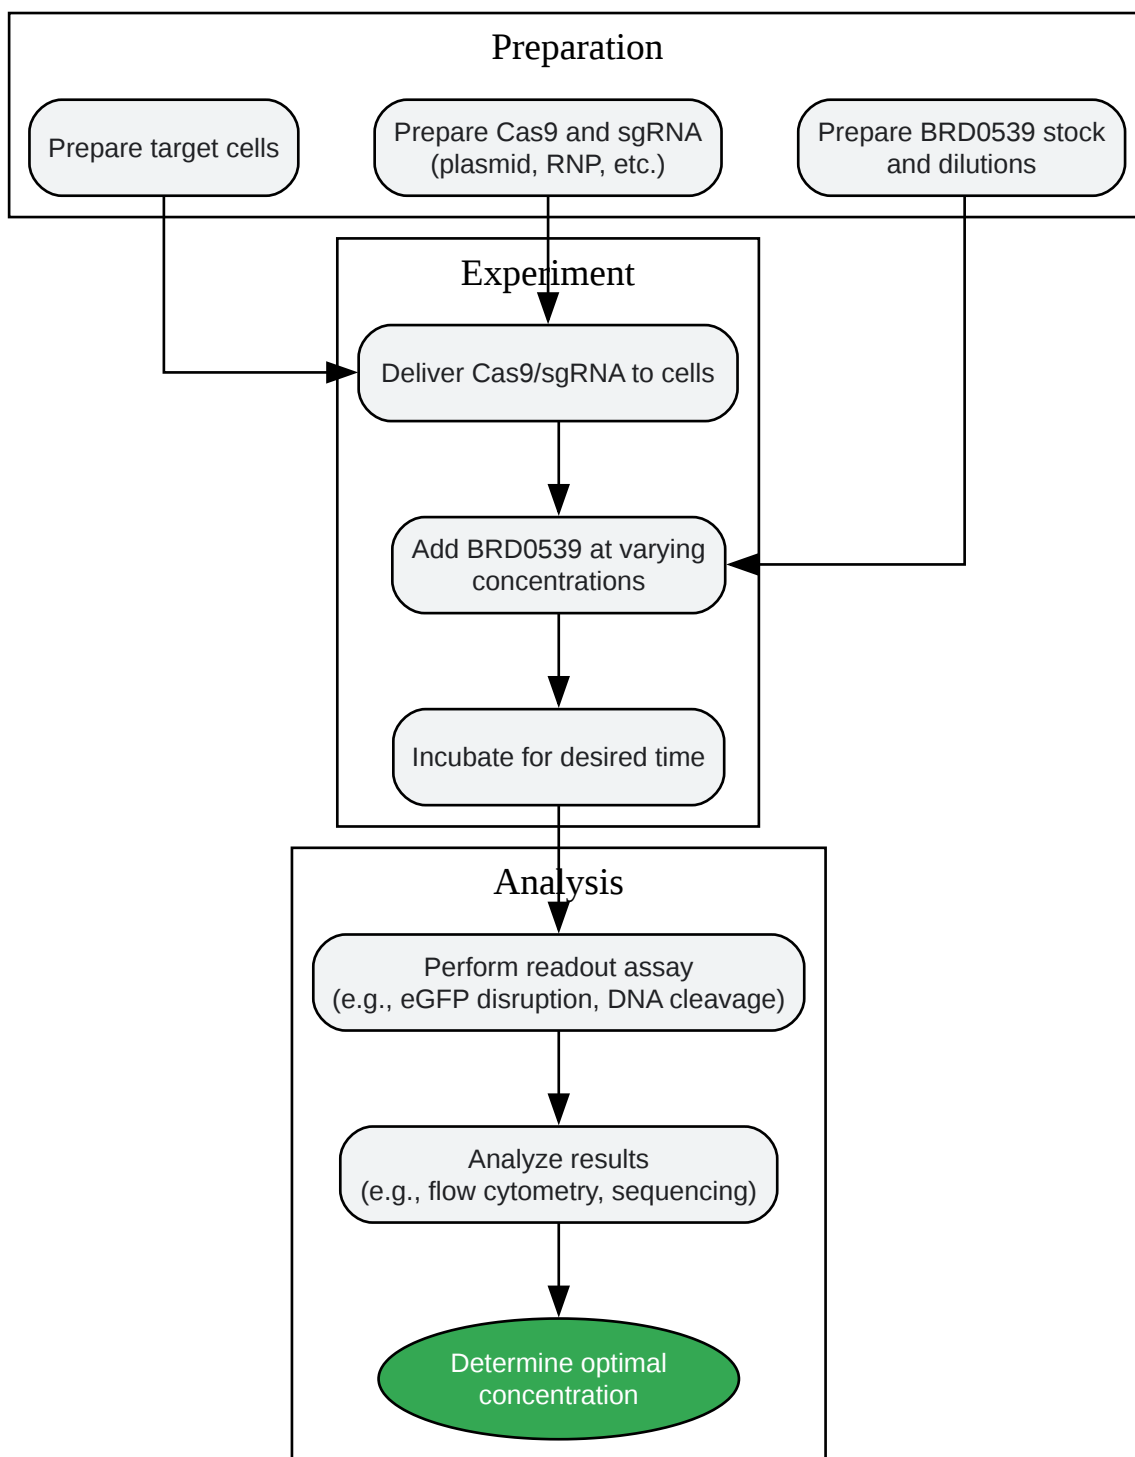 Preparation
Prepare target cells
Prepare Cas9 and sgRNA
(plasmid, RNP, etc.)
Prepare BRD0539 stock
and dilutions
Experiment
Deliver Cas9/sgRNA to cells
Add BRD0539 at varying
concentrations
Incubate for desired time
Analysis
Perform readout assay
(e.g., eGFP disruption, DNA cleavage)
Analyze results
(e.g., flow cytometry, sequencing)
Determine optimal
concentration